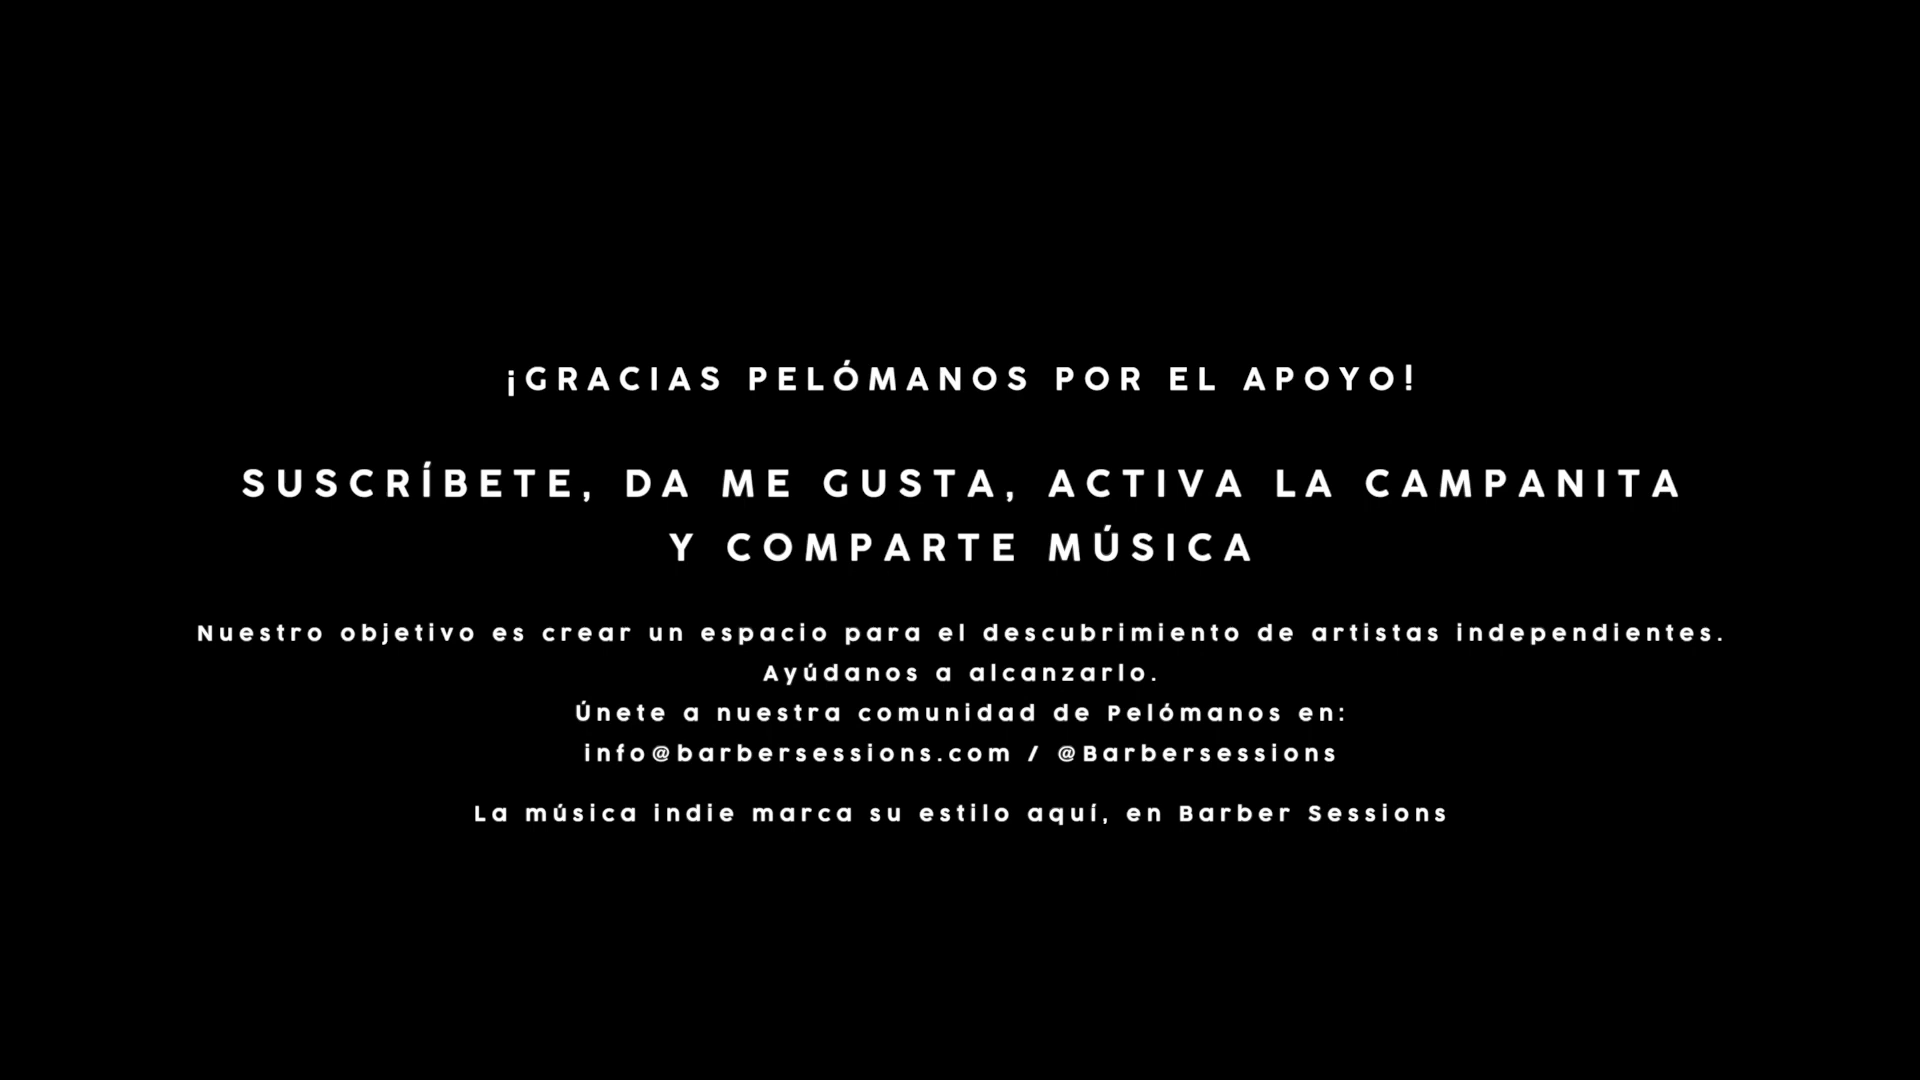 ¡GRACIAS PELÓMANOS POR EL APOYO!
SUSCRÍBETE, DA ME GUSTA, ACTIVA LA CAMPANITA
Y COMPARTE MÚSICA
Nuestro objetivo es crear un espacio para el descubrimiento de artistas independientes.
Ayúdanos a alcanzarlo.
Únete a nuestra comunidad de Pelómanos en:
info@barbersessions.com / @Barbersessions
La música indie marca su estilo aquí, en Barber Sessions